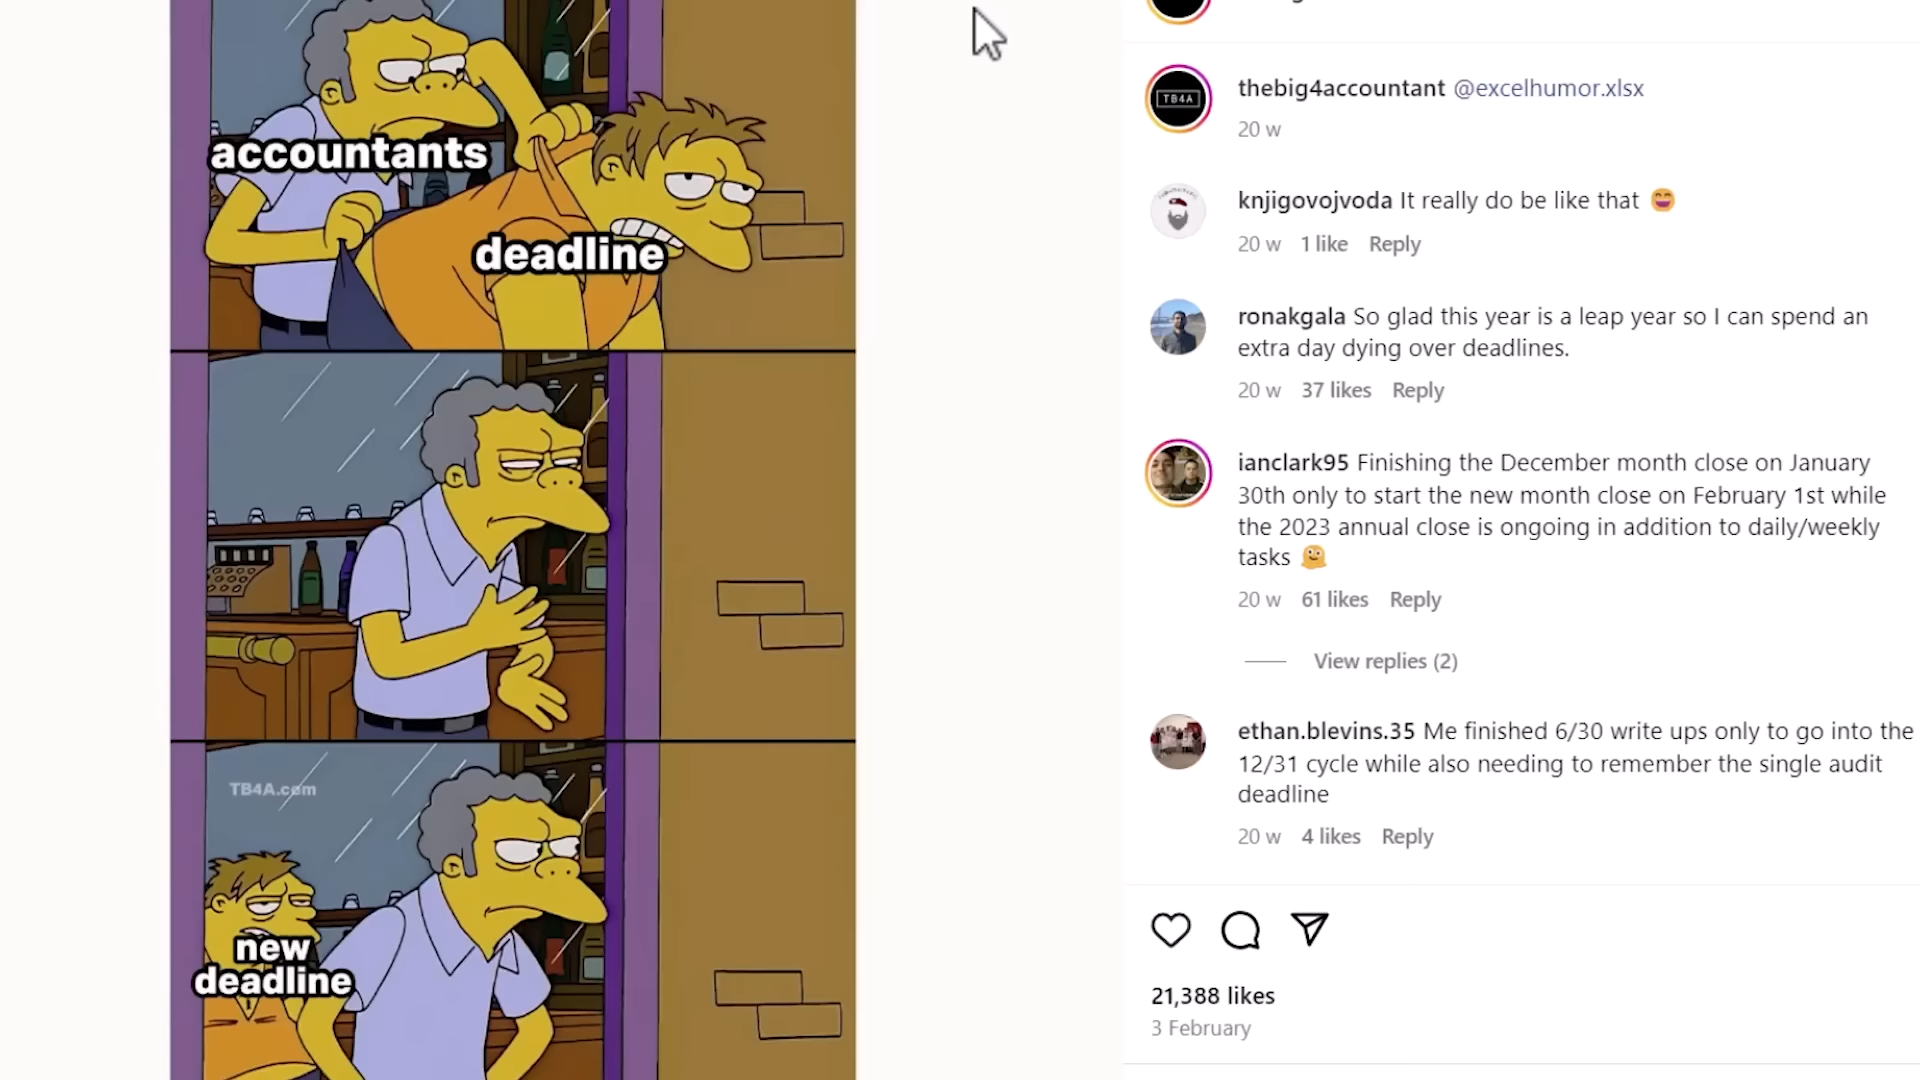 accountants
deadline
TB4A.com
new
deadline
TB4A
thebig4accountant @excelhumor.xlsx
20 w
knjigovojvoda It really do be like that 😄
20 w 1 like Reply
ronakgala So glad this year is a leap year so I can spend an
extra day dying over deadlines.
20 w 37 likes Reply
ianclark95 Finishing the December month close on January
30th only to start the new month close on February 1st while
the 2023 annual close is ongoing in addition to daily/weekly
tasks 🫠
20 w 61 likes Reply
View replies (2)
ethan.blevins.35 Me finished 6/30 write ups only to go into the
12/31 cycle while also needing to remember the single audit
deadline
20 w 4 likes Reply
21,388 likes
3 February